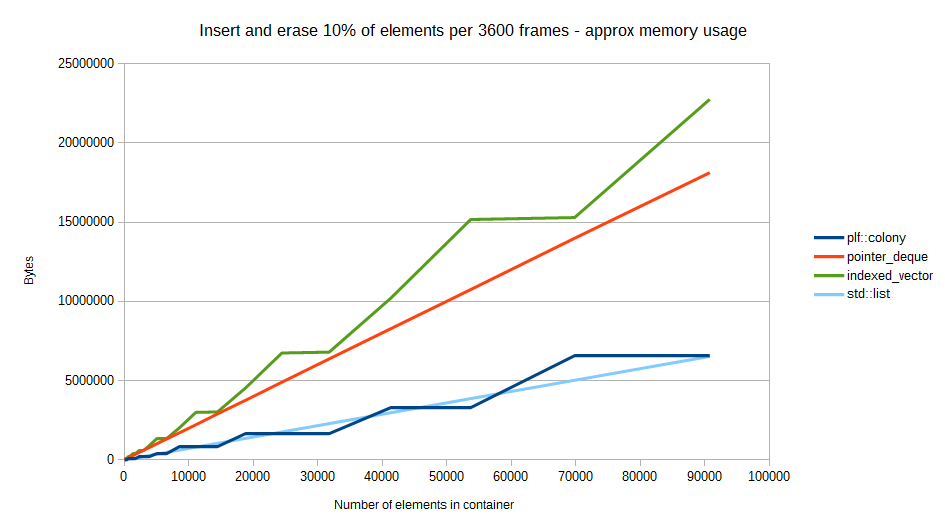 Insert and erase 10% of elements per 3600 frames - approx memory usage
25000000
20000000
15000000
10000000
5000000
0
Bytes
0 10000 20000 30000 40000 50000 60000 70000 80000 90000 100000
Number of elements in container
plf::colony
pointer_deque
indexed_vector
std::list